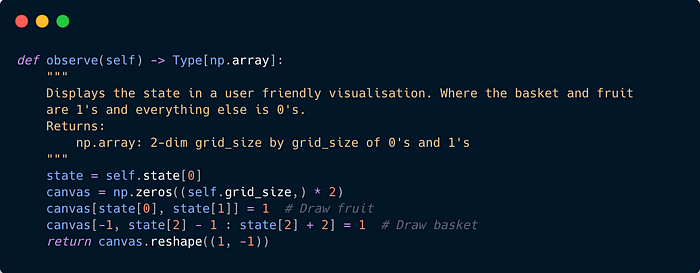 def observe(self) -> Type[np.array]:
    """
    Displays the state in a user friendly visualisation. Where the basket and fruit
    are 1's and everything else is 0's.
    Returns:
        np.array: 2-dim grid_size by grid_size of 0's and 1's
    """
    state = self.state[0]
    canvas = np.zeros((self.grid_size,) * 2)
    canvas[state[0], state[1]] = 1  # Draw fruit
    canvas[-1, state[2] - 1 : state[2] + 2] = 1  # Draw basket
    return canvas.reshape((1, -1))